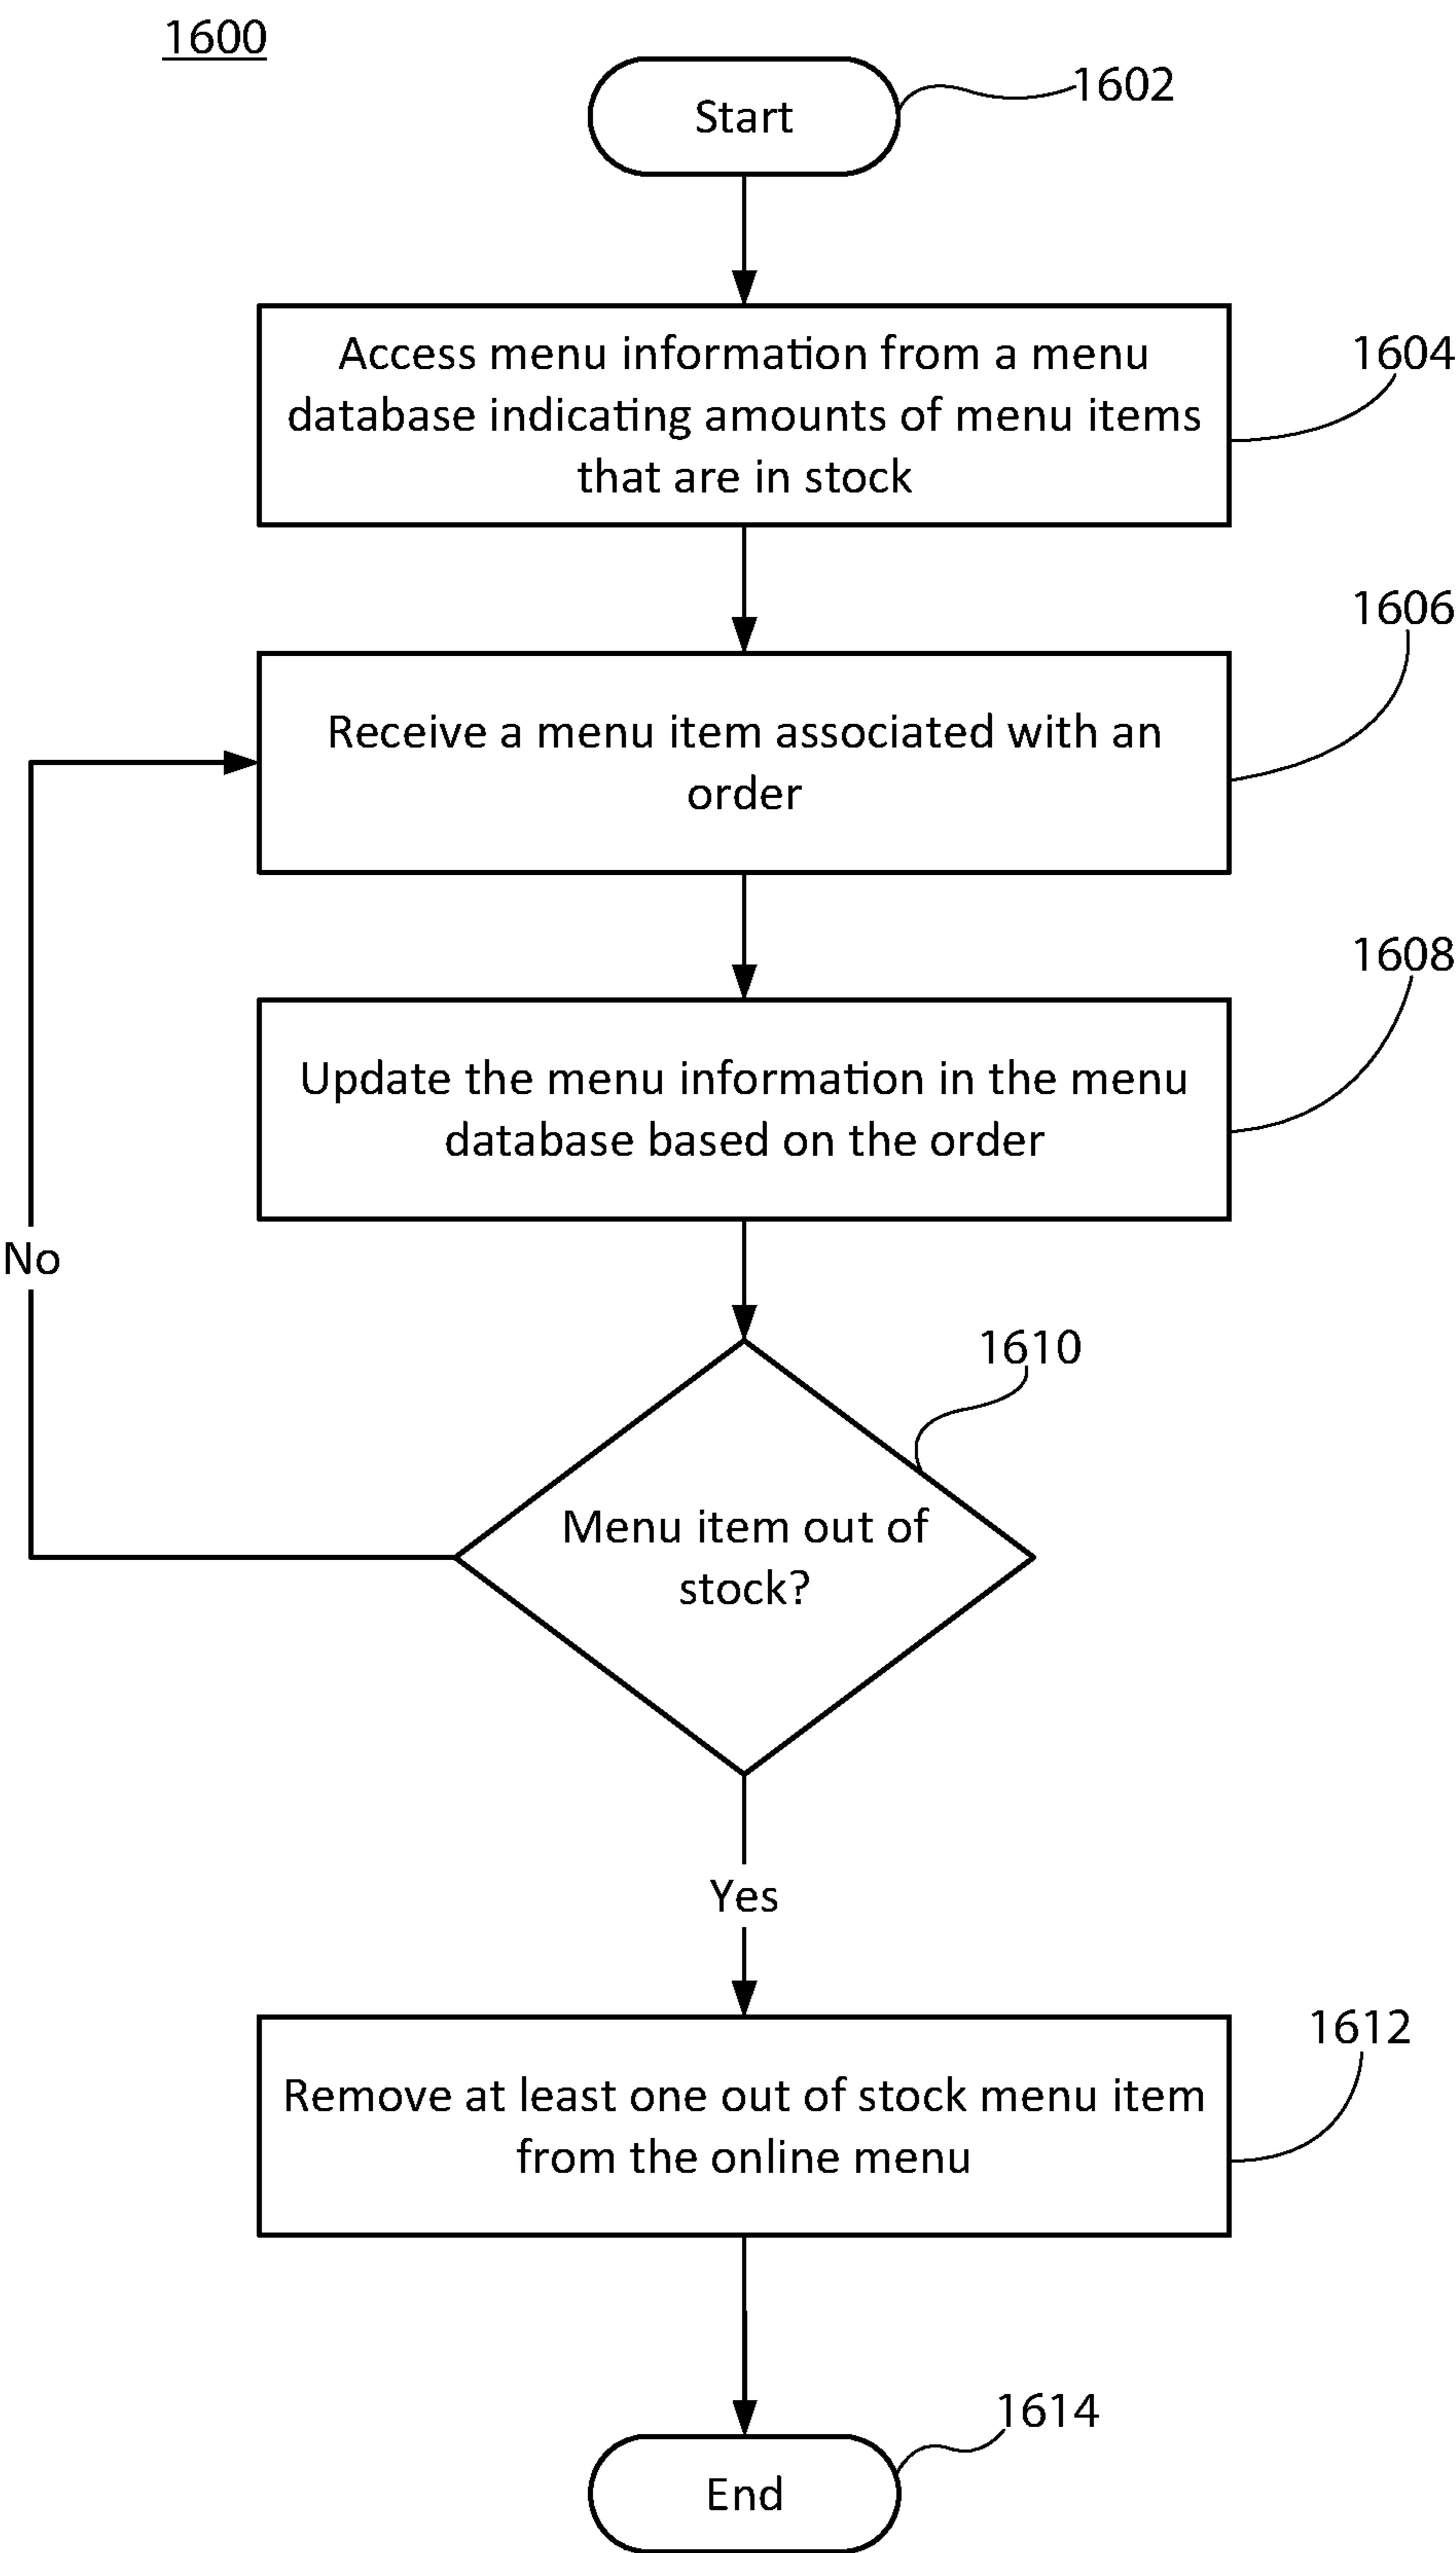 1600
Start
1602
Access menu information from a menu
database indicating amounts of menu items
that are in stock
1604
Receive a menu item associated with an
order
1606
Update the menu information in the menu
database based on the order
1608
No
Menu item out of
stock?
1610
Yes
Remove at least one out of stock menu item
from the online menu
1612
End
1614